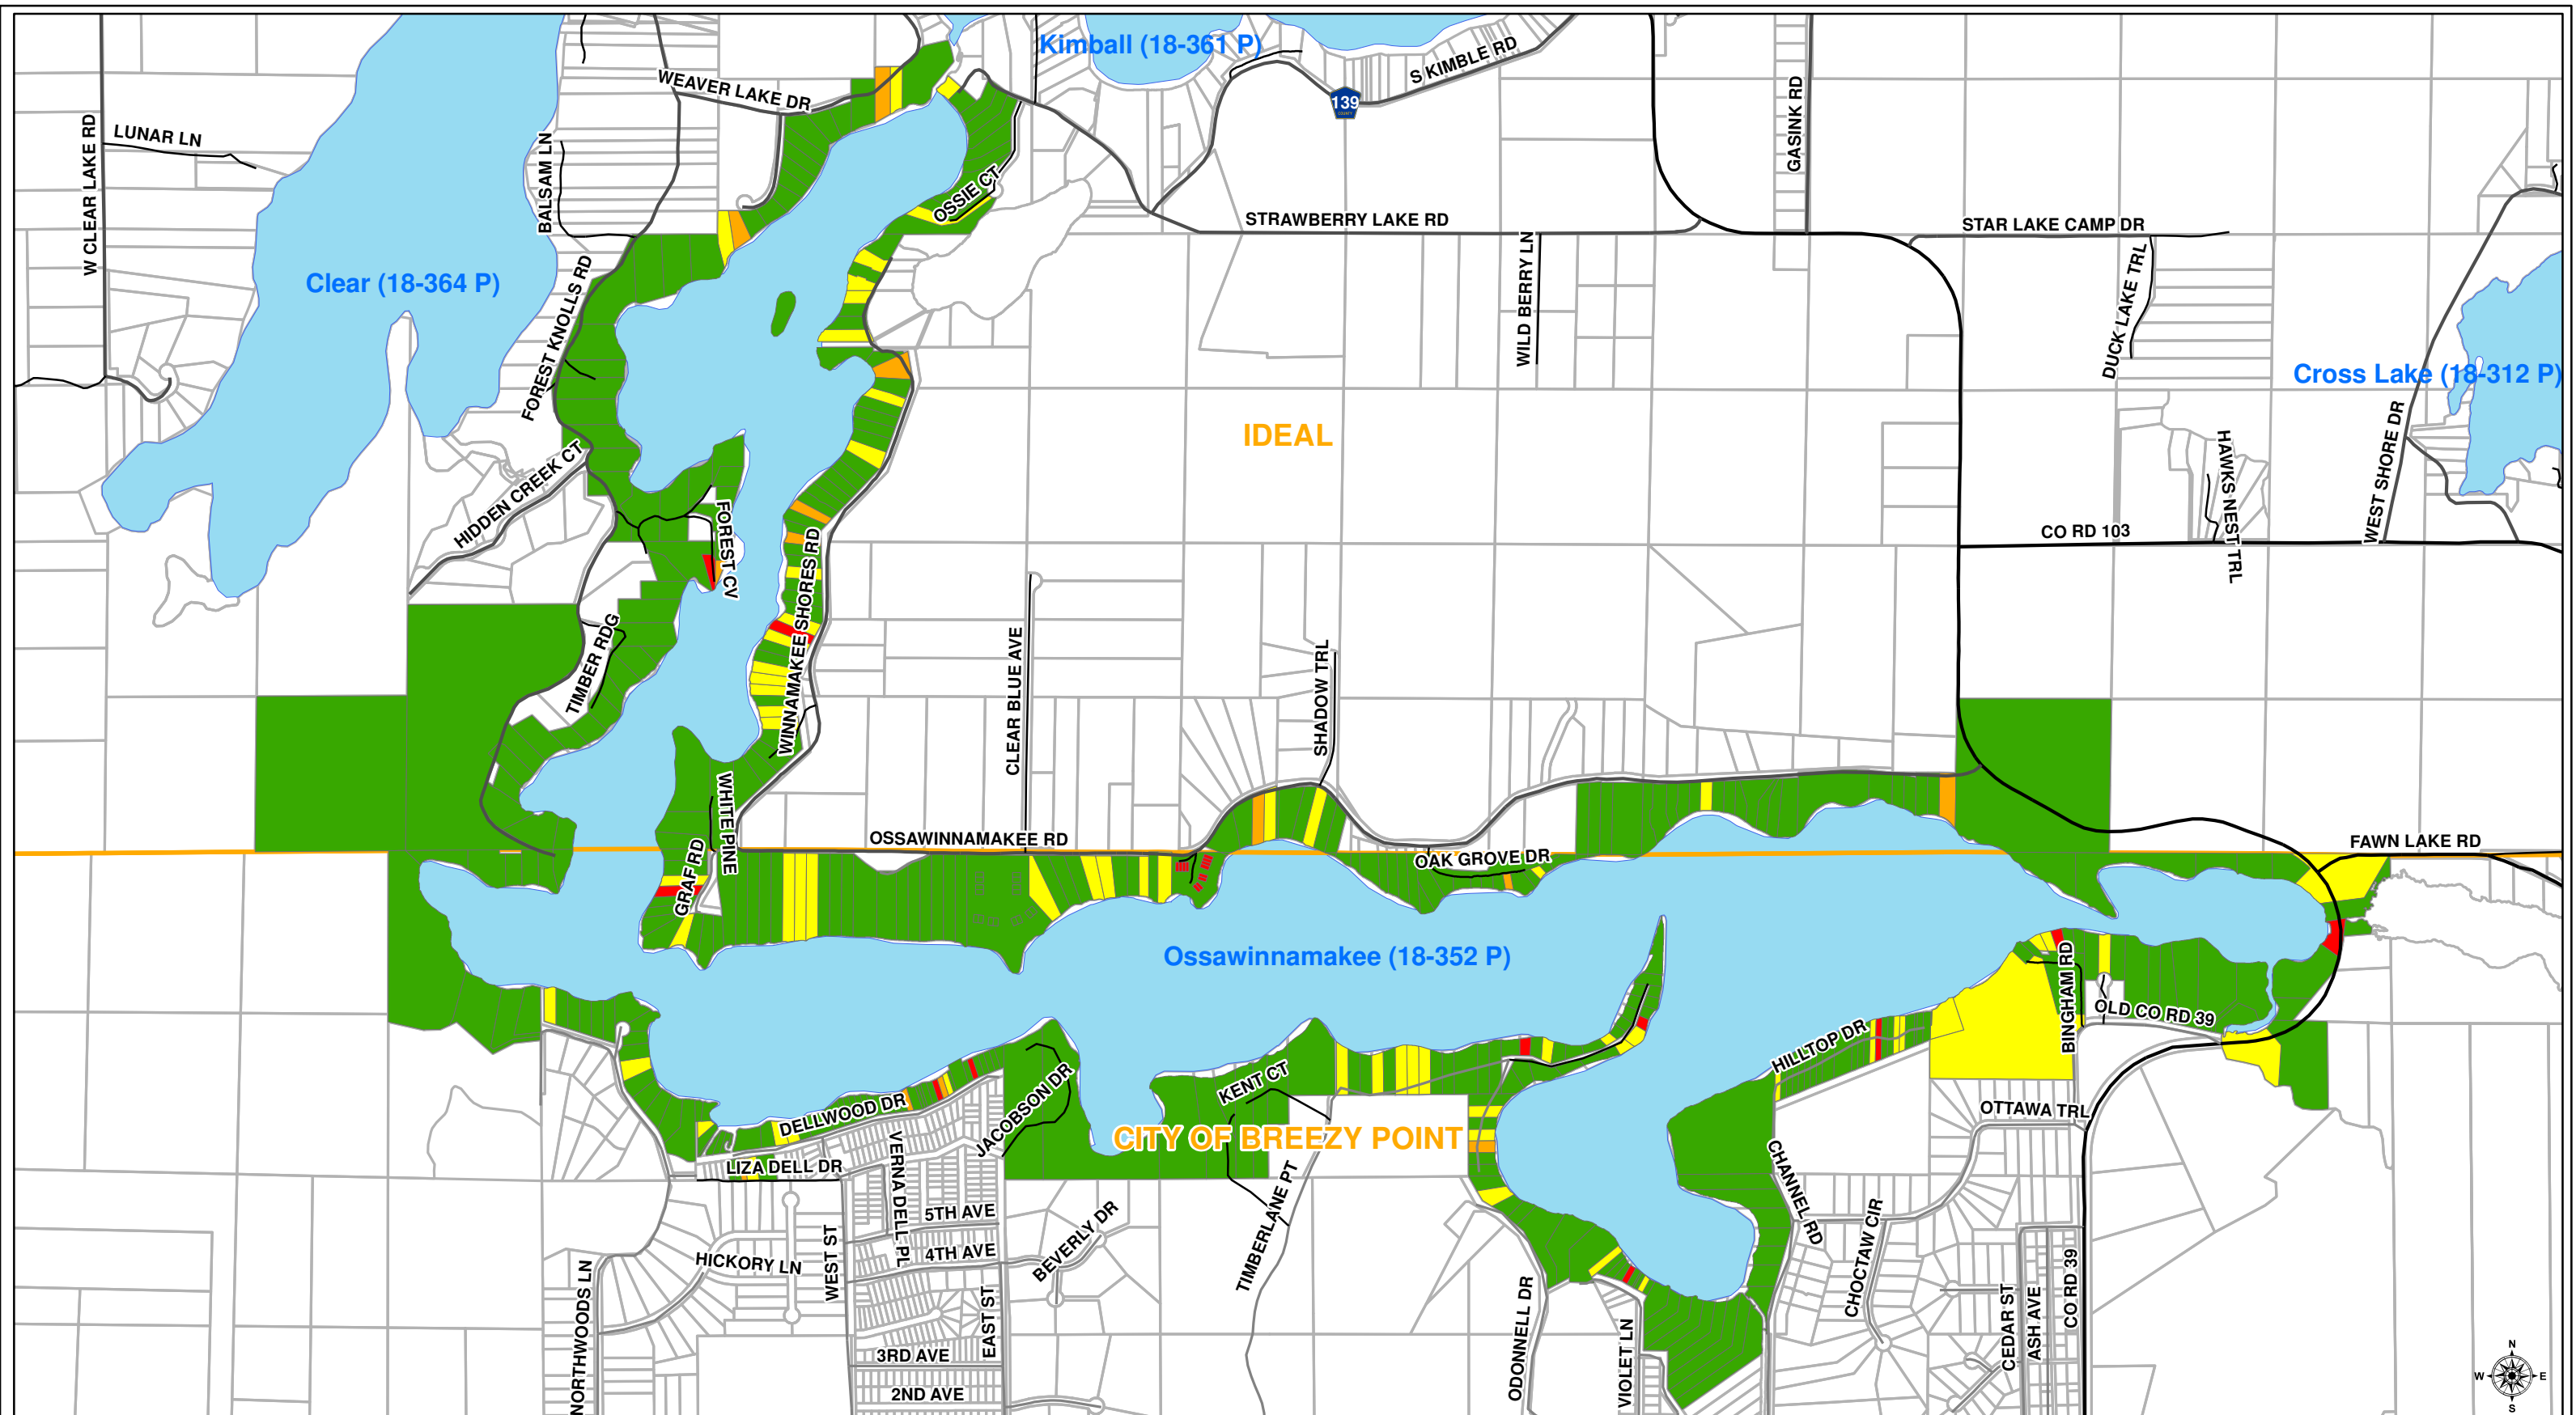 Kimball (18-361 P)
S KIMBLE RD
WEAVER LAKE DR
139
COUNTY
GASINK RD
W CLEAR LAKE RD
LUNAR LN
BALSAM LN
OSSIE CT
STRAWBERRY LAKE RD
STAR LAKE CAMP DR
WILD BERRY LN
DUCK LAKE TRL
Clear (18-364 P)
FOREST KNOLLS RD
Cross Lake (18-312 P)
IDEAL
WEST SHORE DR
HAWKS NEST TRL
HIDDEN CREEK CT
FOREST CV
CO RD 103
WINNAMAKEE SHORES RD
TIMBER RDG
CLEAR BLUE AVE
SHADOW TRL
WHITE PINE
OSSAWINNAMAKEE RD
GRAF RD
OAK GROVE DR
FAWN LAKE RD
Ossawinnamakee (18-352 P)
BINGHAM RD
OLD CO RD 39
HILLTOP DR
JACOBSON DR
KENT CT
DELLWOOD DR
OTTAWA TRL
CITY OF BREEZY POINT
LIZA DELL DR
VERNA DELL PL
CHANNEL RD
TIMBERLANE PT
5TH AVE
BEVERLY DR
CHOCTAW CIR
4TH AVE
HICKORY LN
WEST ST
NORTHWOODS LN
EAST ST
ODONNELL DR
VIOLET LN
CEDAR ST
ASH AVE
CO RD 39
3RD AVE
2ND AVE
N
W E
S